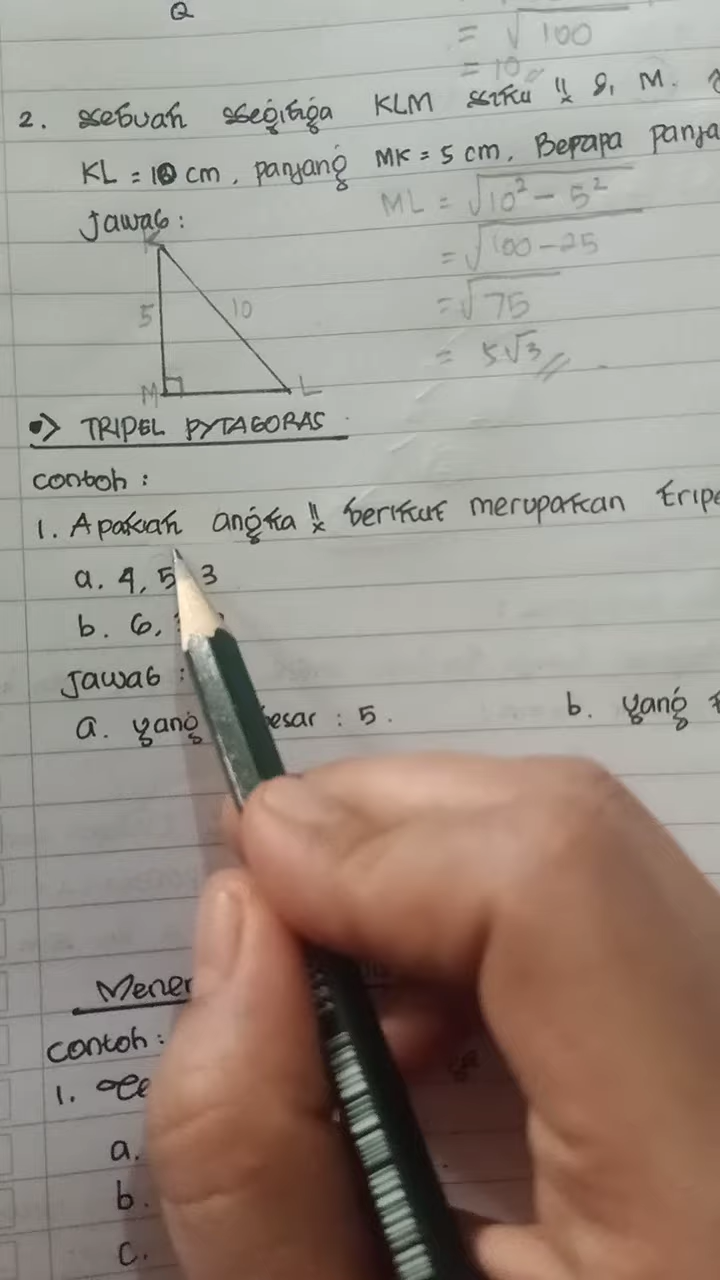 Q
= √100
= 10
2. sebuah segitiga KLM siku" di M.
KL = 10 cm, panjang MK = 5 cm. Berapa panja
Jawab :
ML = √10² - 5²
= √100-25
= √75
= 5√3
K
5
10
M
L
TRIPEL PYTAGORAS
contoh :
1. Apakah angka" berikut merupakan tripe
a. 4, 5 3
b. 6,
Jawab :
a. yang besar : 5.
b. yang
Mener
contoh :
1.
a.
b.
c.